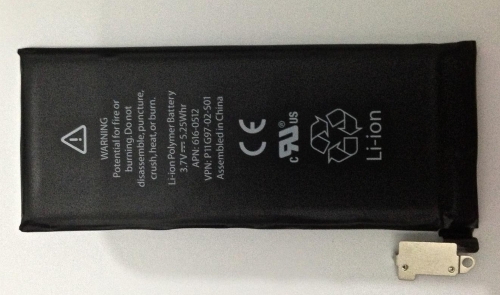 WARNING
Potential for fire or
burning. Do not
disassemble, puncture,
crush, heat, or burn.
Li-ion Polymer Battery
3.7V⎓5.25Whr
APN: 616-0512
VPN: P11G97-02-S01
Assembled in China
CE
c RU ® US
Li-ion